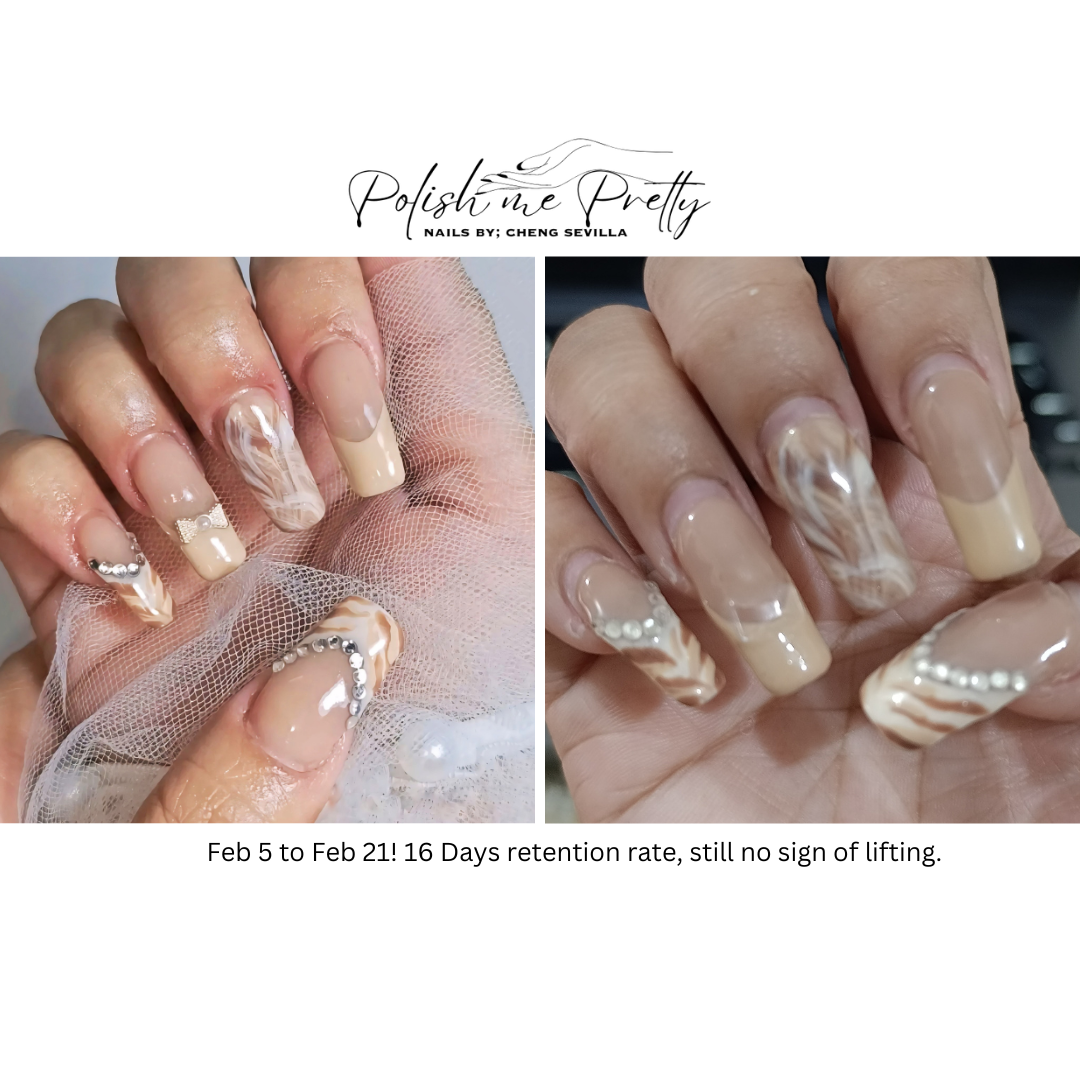 Polish me Pretty
NAILS BY; CHENG SEVILLA
Feb 5 to Feb 21! 16 Days retention rate, still no sign of lifting.